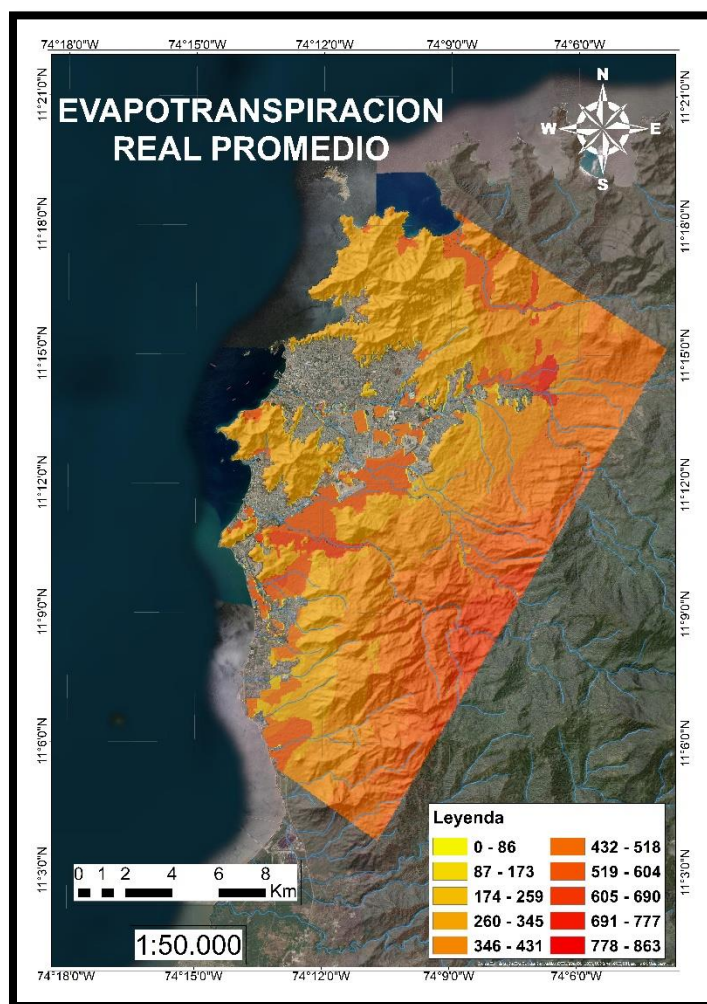 74°18'0"W 74°15'0"W 74°12'0"W 74°9'0"W 74°6'0"W
11°21'0"N 11°21'0"N
N
W E
S
EVAPOTRANSPIRACION
REAL PROMEDIO
11°18'0"N 11°18'0"N
11°15'0"N 11°15'0"N
11°12'0"N 11°12'0"N
11°9'0"N 11°9'0"N
11°6'0"N 11°6'0"N
11°3'0"N 11°3'0"N
Leyenda
0 - 86 432 - 518
87 - 173 519 - 604
174 - 259 605 - 690
260 - 345 691 - 777
346 - 431 778 - 863
0 1 2 4 6 8
Km
1:50.000
74°18'0"W 74°15'0"W 74°12'0"W 74°9'0"W 74°6'0"W